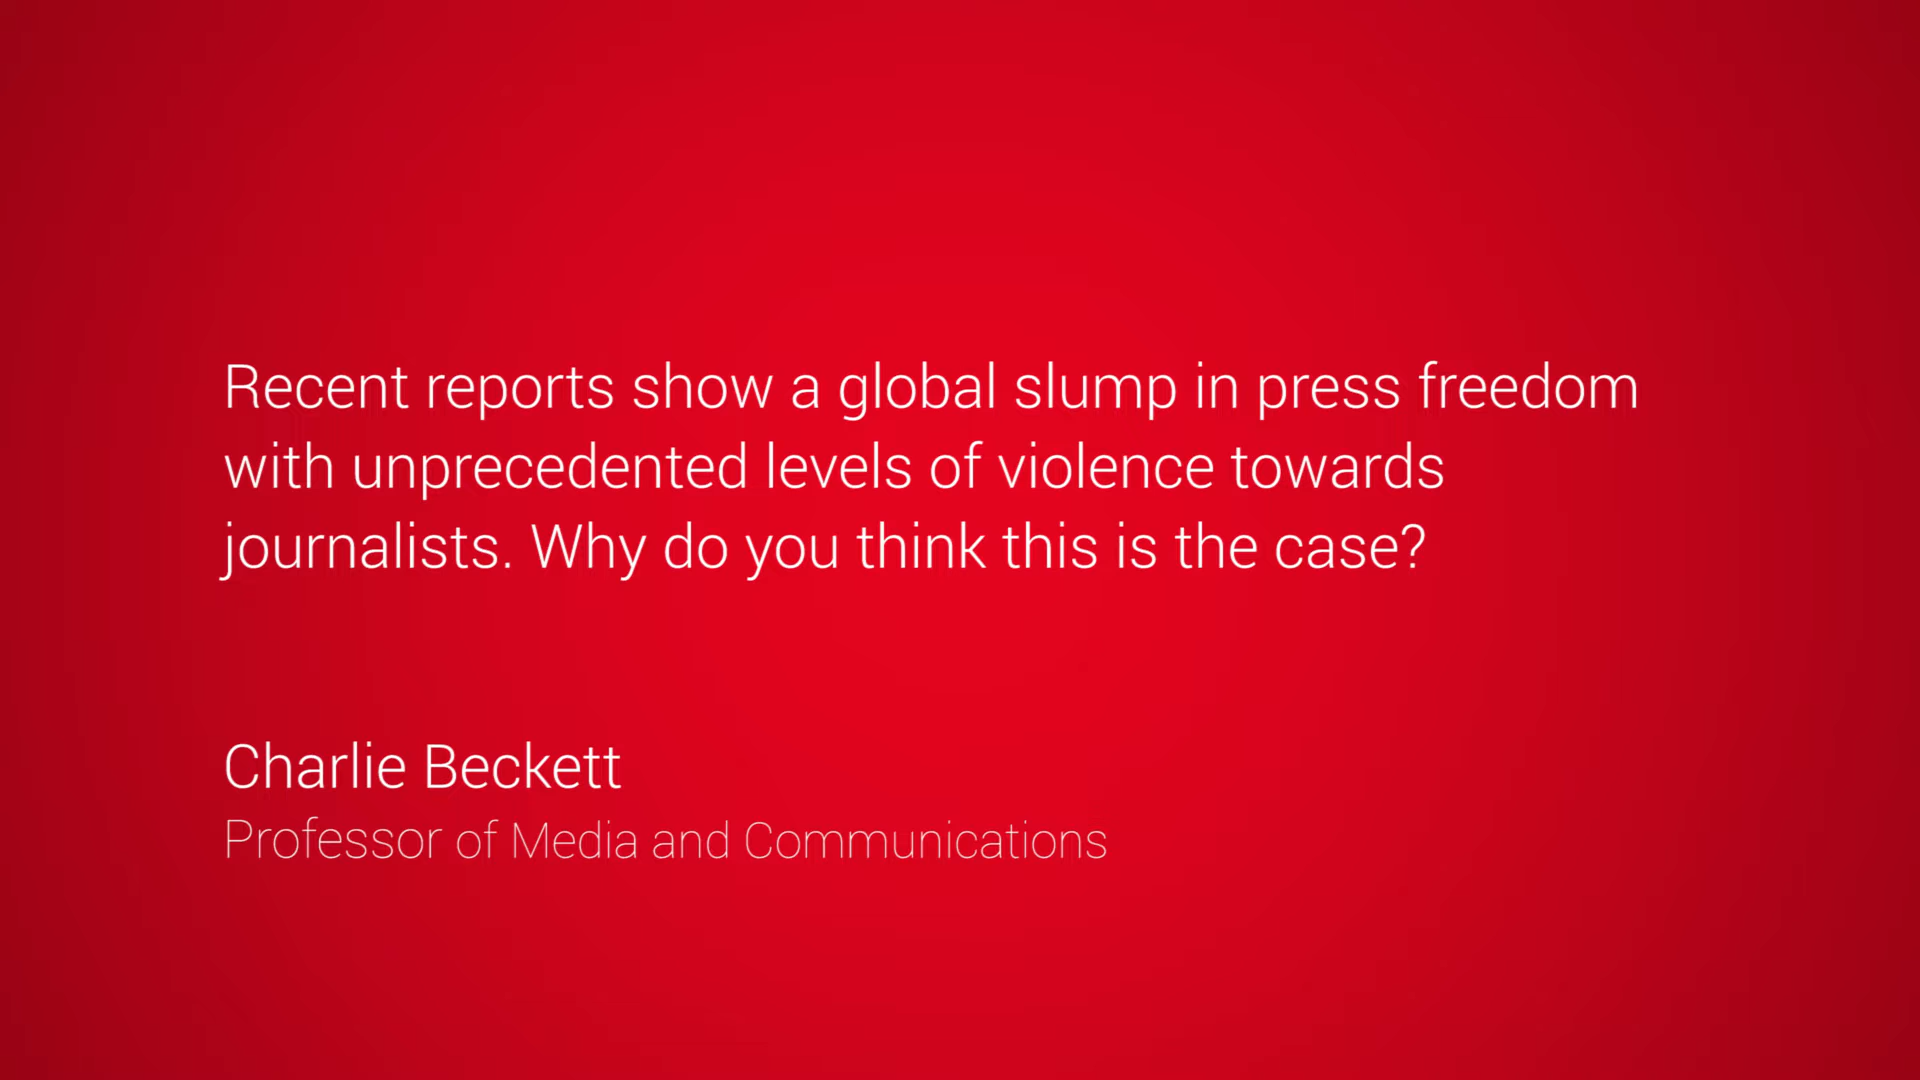 Recent reports show a global slump in press freedom
with unprecedented levels of violence towards
journalists. Why do you think this is the case?
Charlie Beckett
Professor of Media and Communications